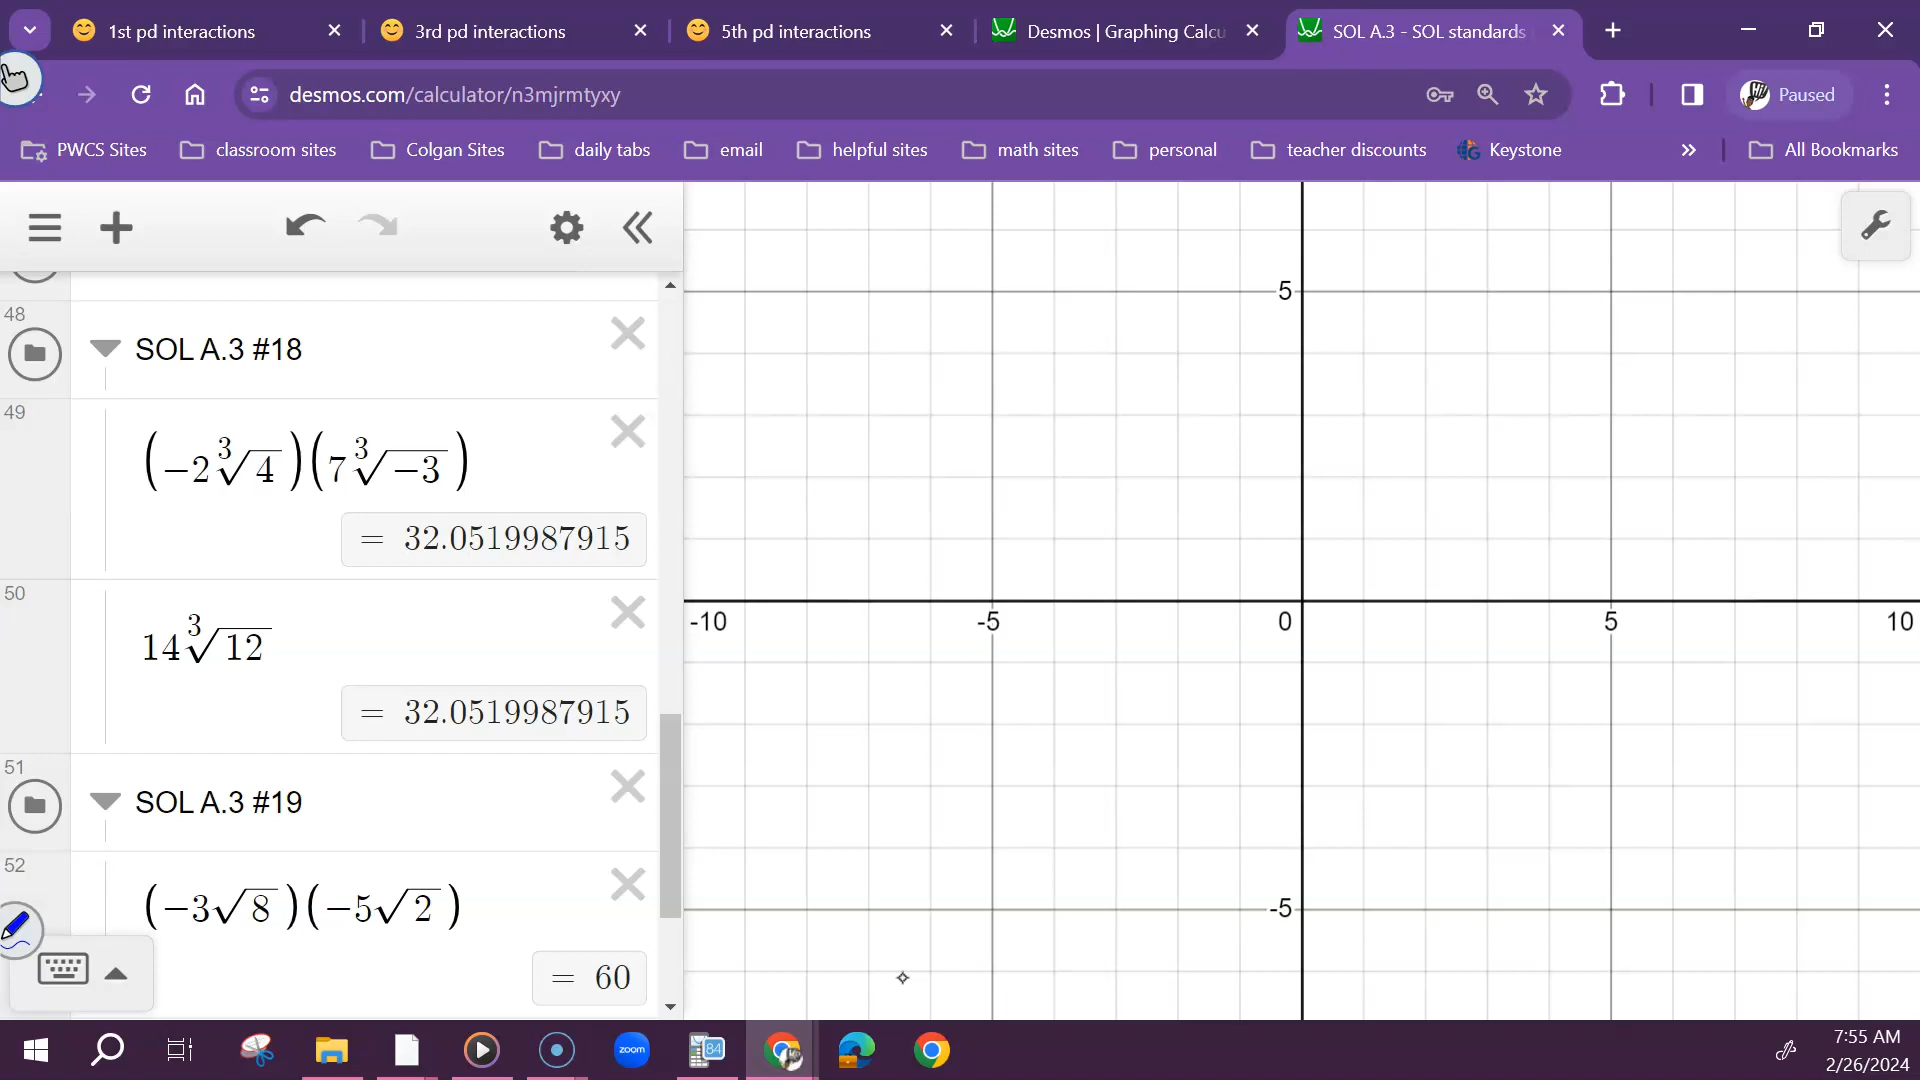 1st pd interactions
3rd pd interactions
5th pd interactions
Desmos | Graphing Calcu
SOL A.3 - SOL standards
desmos.com/calculator/n3mjrmtyxy
Paused
PWCS Sites
classroom sites
Colgan Sites
daily tabs
email
helpful sites
math sites
personal
teacher discounts
Keystone
All Bookmarks
48
SOL A.3 #18
49
(−2∛4)(7∛−3)
= 32.0519987915
50
14∛12
= 32.0519987915
51
SOL A.3 #19
52
(−3√8)(−5√2)
= 60
5
-10
-5
0
5
10
-5
zoom
84
7:55 AM
2/26/2024